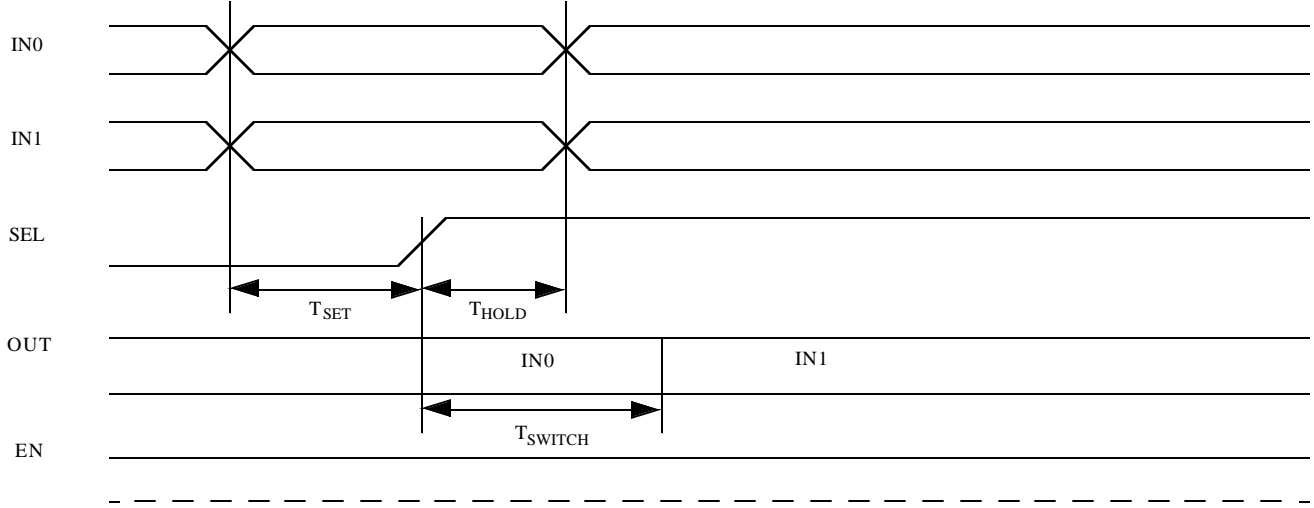 IN0
IN1
SEL
TSET THOLD
OUT
IN0 IN1
TSWITCH
EN